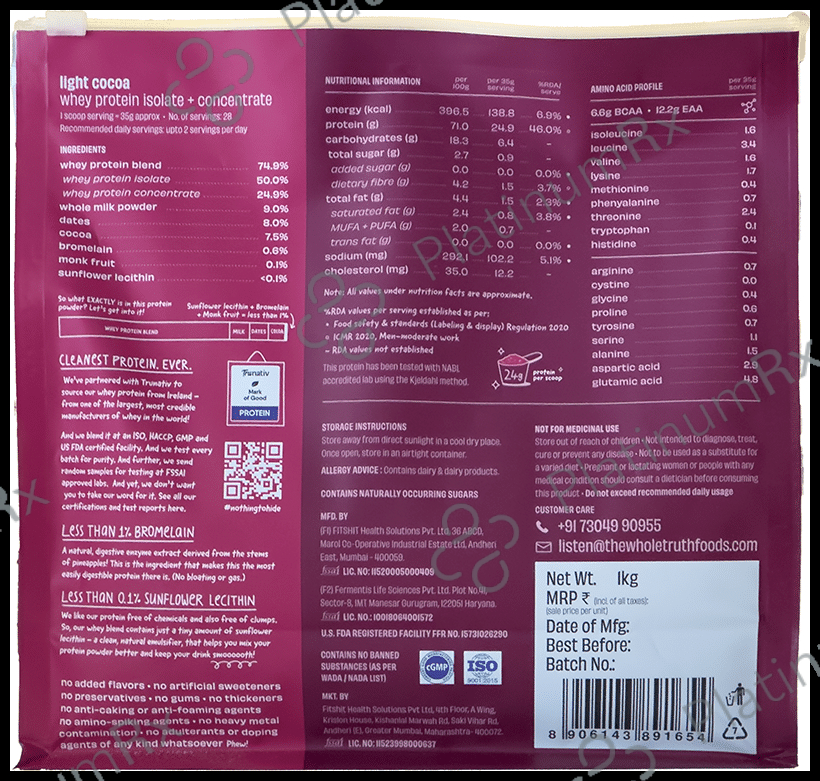 light cocoa
whey protein isolate + concentrate
1 scoop serving = 35g approx • No. of servings: 28
Recommended daily servings: upto 2 servings per day
INGREDIENTS
whey protein blend 74.9%
whey protein isolate 50.0%
whey protein concentrate 24.9%
whole milk powder 9.0%
dates 8.0%
cocoa 7.5%
bromelain 0.6%
monk fruit 0.1%
sunflower lecithin <0.1%
So what EXACTLY is in this protein
powder? Let's get into it!
Sunflower lecithin + Bromelain
+ Monk fruit = less than 1%
WHEY PROTEIN BLEND MILK DATES COCOA
CLEANEST PROTEIN. EVER.
We've partnered with Trunativ to
source our whey protein from Ireland –
from one of the largest, most credible
manufacturers of whey in the world!
And we blend it at an ISO, HACCP, GMP and
US FDA certified facility. And we test every
batch for purity. And further, we send
random samples for testing at FSSAI
approved labs. And yet, we don't want
you to take our word for it. See all our
certifications and test reports here.
Trunativ
Mark
of Good
PROTEIN
#nothingtohide
LESS THAN 1% BROMELAIN
A natural, digestive enzyme extract derived from the stems
of pineapples! This is the ingredient that makes this the most
easily digestible protein there is. (No bloating or gas.)
LESS THAN 0.1% SUNFLOWER LECITHIN
We like our protein free of chemicals and also free of clumps.
So, our whey blend contains just a tiny amount of sunflower
lecithin – a clean, natural emulsifier, that helps you mix your
protein powder better and keep your drink smoooooth!
no added flavors • no artificial sweeteners
no preservatives • no gums • no thickeners
no anti-caking or anti-foaming agents
no amino-spiking agents • no heavy metal
contamination • no adulterants or doping
agents of any kind whatsoever Phew!
NUTRITIONAL INFORMATION per 100g per 35g serving %RDA/ serve
energy (kcal) 396.5 138.8 6.9% •
protein (g) 71.0 24.9 46.0% ◦
carbohydrates (g) 18.3 6.4 –
total sugar (g) 2.7 0.9 –
added sugar (g) 0.0 0.0 0.0% •
dietary fibre (g) 4.2 1.5 3.7% ◦
total fat (g) 4.4 1.5 2.3% •
saturated fat (g) 2.4 0.8 3.8% •
MUFA + PUFA (g) 2.0 0.7 –
trans fat (g) 0.0 0.0 0.0% •
sodium (mg) 292.1 102.2 5.1% •
cholesterol (mg) 35.0 12.2 –
Note: All values under nutrition facts are approximate.
%RDA values per serving established as per:
• Food safety & standards (Labeling & display) Regulation 2020
◦ ICMR 2020, Men-moderate work
– RDA values not established
This protein has been tested with NABL
accredited lab using the Kjeldahl method.
24g
protein
per scoop
AMINO ACID PROFILE per 35g serving
6.6g BCAA • 12.2g EAA
isoleucine 1.6
leucine 3.4
valine 1.6
lysine 1.7
methionine 0.4
phenyalanine 0.7
threonine 2.4
tryptophan 0.1
histidine 0.4
arginine 0.7
cystine 0.0
glycine 0.4
proline 0.6
tyrosine 0.7
serine 1.1
alanine 1.5
aspartic acid 2.9
glutamic acid 4.8
STORAGE INSTRUCTIONS
Store away from direct sunlight in a cool dry place.
Once open, store in an airtight container.
ALLERGY ADVICE: Contains dairy & dairy products.
CONTAINS NATURALLY OCCURRING SUGARS
MFD. BY
(F1) FITSHIT Health Solutions Pvt. Ltd. 36 ABCD,
Marol Co-Operative Industrial Estate Ltd, Andheri
East, Mumbai - 400059.
fssai LIC. NO: 11520005000409
(F2) Fermentis Life Sciences Pvt. Ltd. Plot No.41,
Sector-8, IMT Manesar Gurugram, 122051 Haryana.
fssai LIC. NO: 10018064001572
U.S. FDA REGISTERED FACILITY FFR NO. 15731026290
CONTAINS NO BANNED
SUBSTANCES (AS PER
WADA / NADA LIST)
cGMP
ISO
9001:2015
MKT. BY
Fitshit Health Solutions Pvt Ltd, 4th Floor, A Wing,
Krislon House, Kishanlal Marwah Rd, Saki Vihar Rd,
Andheri (E), Greater Mumbai, Maharashtra- 400072.
fssai LIC. NO: 11523998000637
NOT FOR MEDICINAL USE
Store out of reach of children • Not intended to diagnose, treat,
cure or prevent any disease • Not to be used as a substitute for
a varied diet • Pregnant or lactating women or people with any
medical condition should consult a dietician before consuming
this product • Do not exceed recommended daily usage
CUSTOMER CARE
+91 73049 90955
listen@thewholetruthfoods.com
Net Wt. 1kg
MRP ₹ (incl. of all taxes):
(sale price per unit)
Date of Mfg:
Best Before:
Batch No.:
8 906143 891654
7
PlatinumRx
PlatinumRx
PlatinumRx
PlatinumRx
PlatinumRx
PlatinumRx